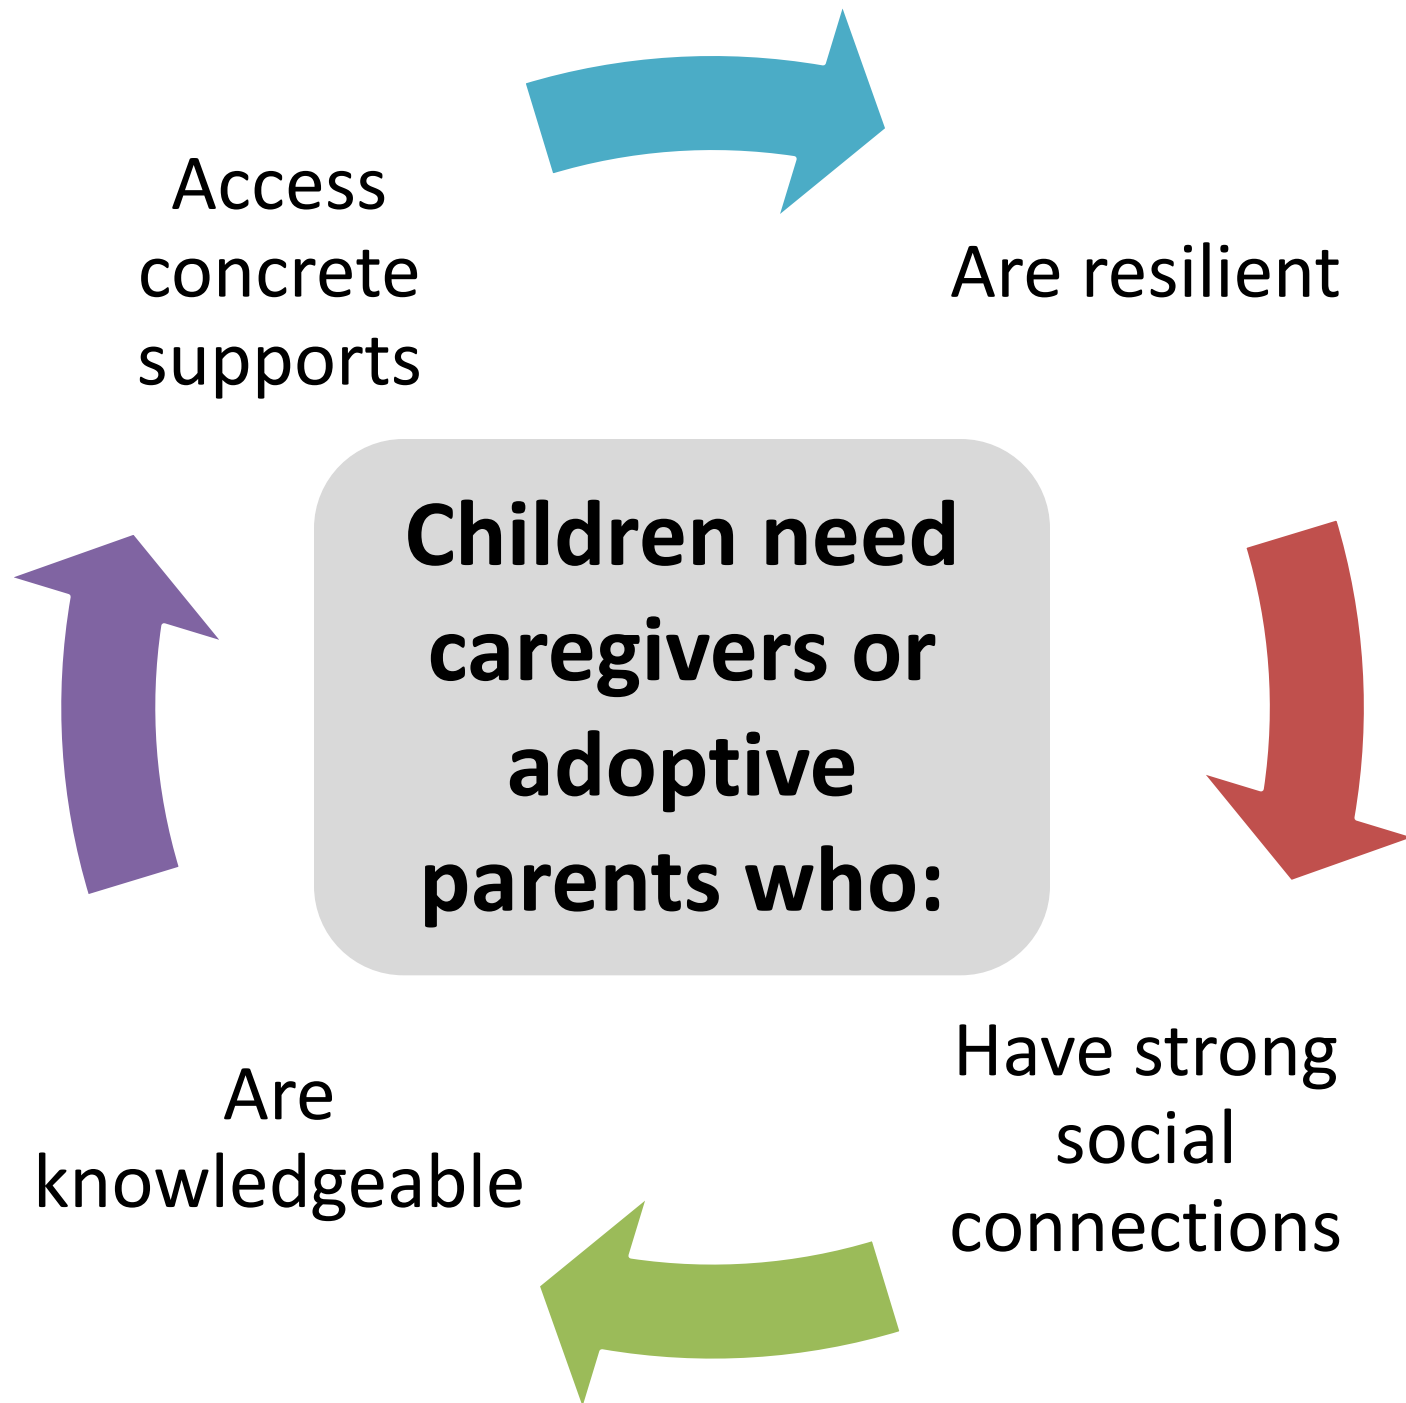 Access
concrete
supports
Are resilient
Children need
caregivers or
adoptive
parents who:
Are
knowledgeable
Have strong
social
connections